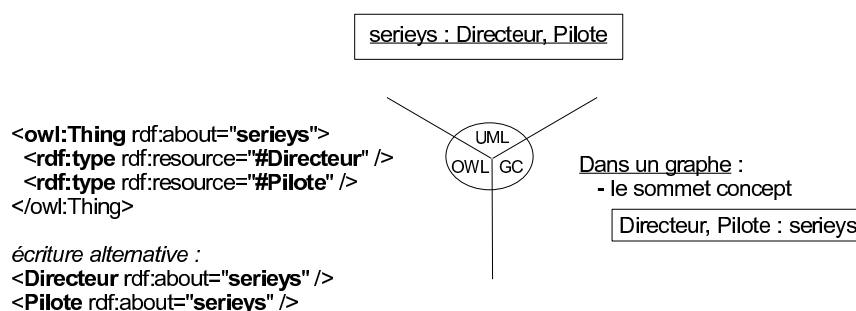 serieys : Directeur, Pilote
<owl:Thing rdf:about="serieys">
<rdf:type rdf:resource="#Directeur" />
<rdf:type rdf:resource="#Pilote" />
</owl:Thing>
écriture alternative :
<Directeur rdf:about="serieys" />
<Pilote rdf:about="serieys" />
UML
OWL GC
Dans un graphe :
- le sommet concept
Directeur, Pilote : serieys